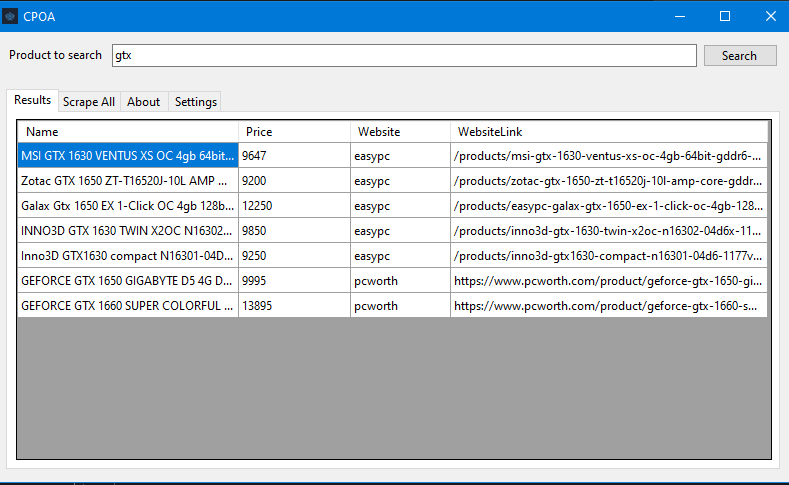 CPOA
Product to search gtx Search
Results Scrape All About Settings
Name Price Website WebsiteLink
MSI GTX 1630 VENTUS XS OC 4gb 64bit... 9647 easypc /products/msi-gtx-1630-ventus-xs-oc-4gb-64bit-gddr6-...
Zotac GTX 1650 ZT-T16520J-10L AMP ... 9200 easypc /products/zotac-gtx-1650-zt-t16520j-10l-amp-core-gddr...
Galax Gtx 1650 EX 1-Click OC 4gb 128b... 12250 easypc /products/easypc-galax-gtx-1650-ex-1-click-oc-4gb-128...
INNO3D GTX 1630 TWIN X2OC N16302... 9850 easypc /products/inno3d-gtx-1630-twin-x2oc-n16302-04d6x-11...
Inno3D GTX1630 compact N16301-04D... 9250 easypc /products/inno3d-gtx1630-compact-n16301-04d6-1177v...
GEFORCE GTX 1650 GIGABYTE D5 4G D... 9995 pcworth https://www.pcworth.com/product/geforce-gtx-1650-gi...
GEFORCE GTX 1660 SUPER COLORFUL ... 13895 pcworth https://www.pcworth.com/product/geforce-gtx-1660-s...